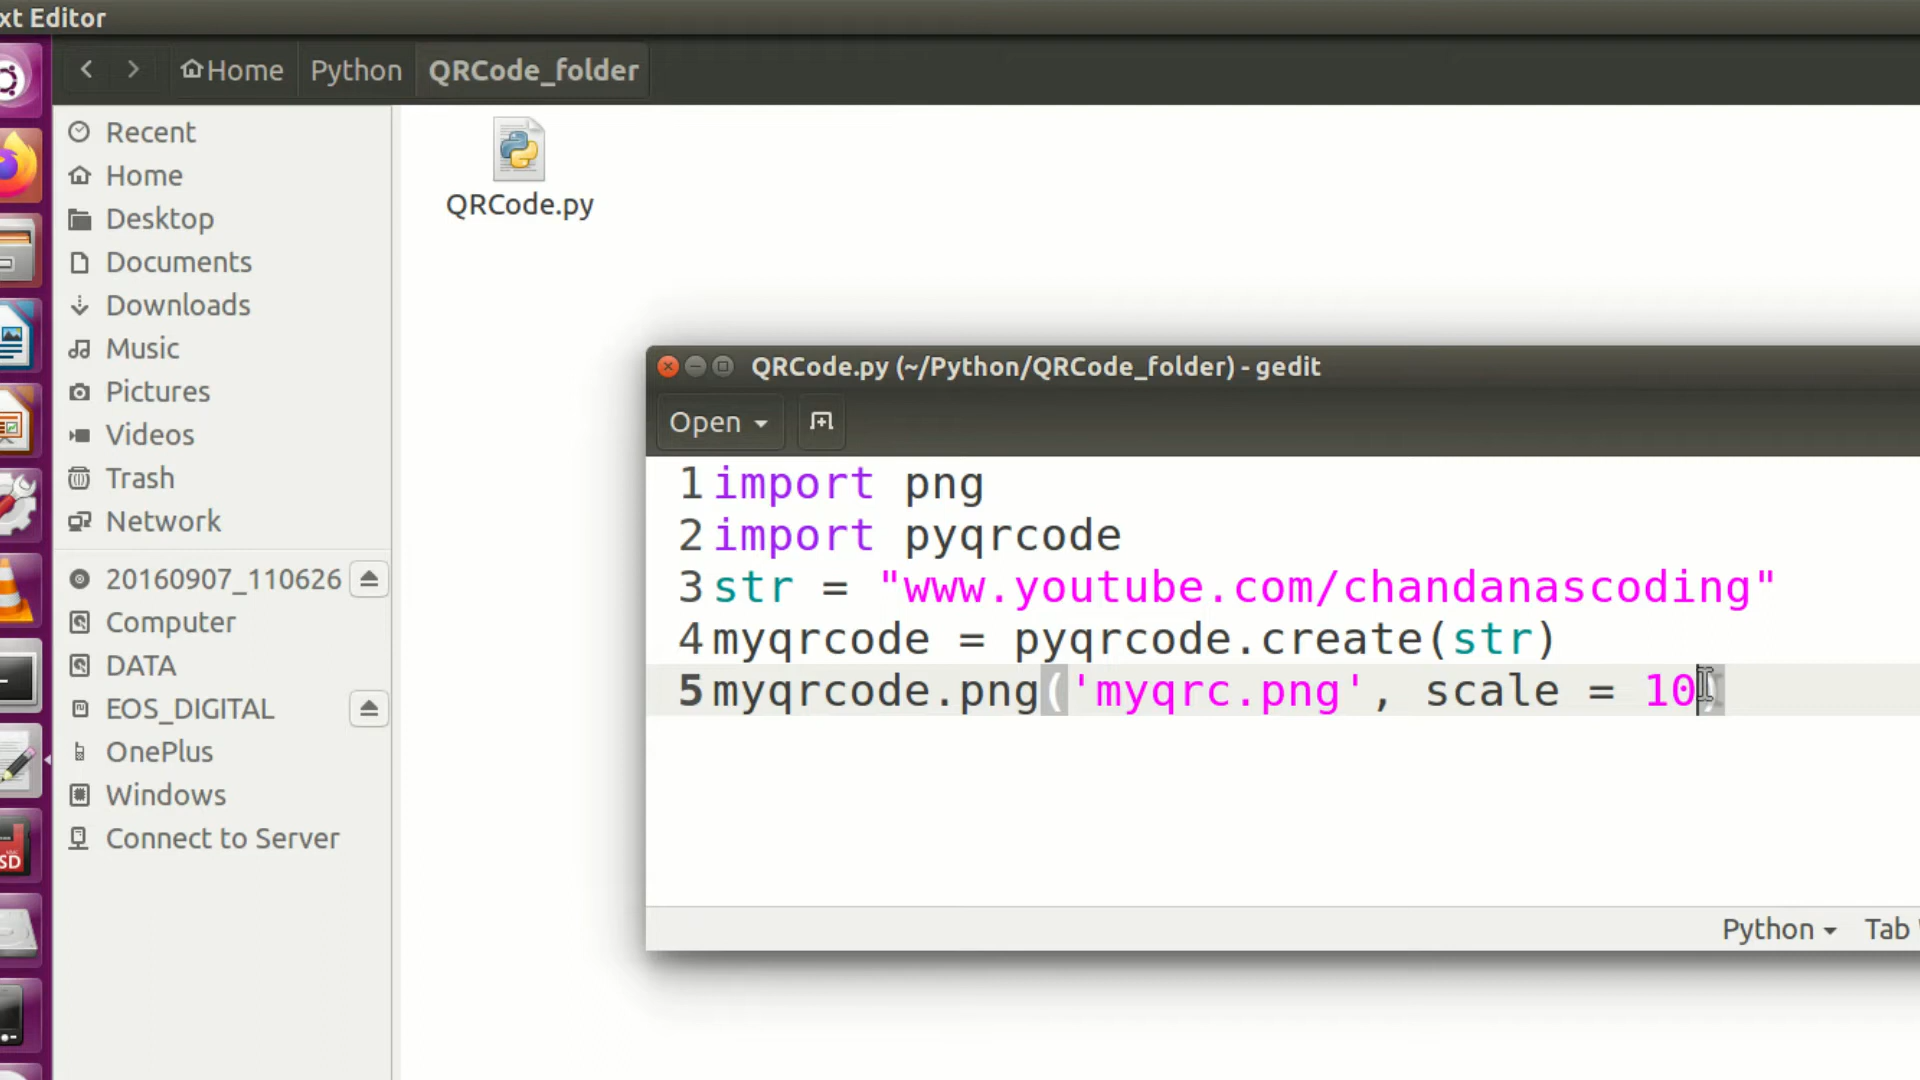 xt Editor
Home Python QRCode_folder
Recent
Home
Desktop
Documents
Downloads
Music
Pictures
Videos
Trash
Network
20160907_110626
Computer
DATA
EOS_DIGITAL
OnePlus
Windows
Connect to Server
QRCode.py
QRCode.py (~/Python/QRCode_folder) - gedit
Open
1 import png
2 import pyqrcode
3 str = "www.youtube.com/chandanascoding"
4 myqrcode = pyqrcode.create(str)
5 myqrcode.png('myqrc.png', scale = 10)
Python Tab
SD